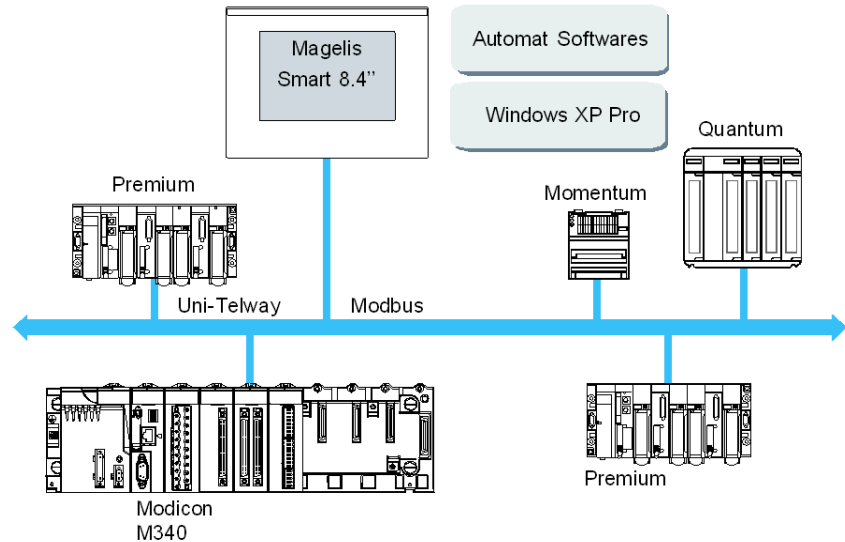 Magelis
Smart 8.4”
Automat Softwares
Windows XP Pro
Quantum
Premium
Momentum
Uni-Telway
Modbus
Premium
Modicon
M340